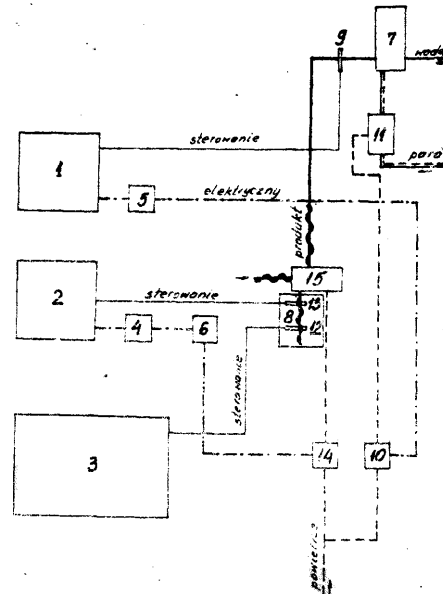 9
7
woda
sterowanie
11
para
1
5
elektryczny
produkt
15
2
sterowanie
13
8
12
4
6
sterowanie
3
14
10
powietrze